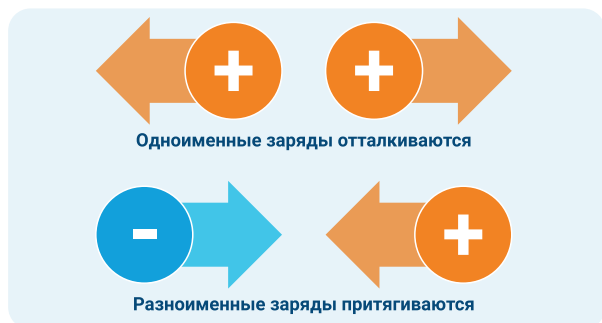 + +
Одноименные заряды отталкиваются
- +
Разноименные заряды притягиваются